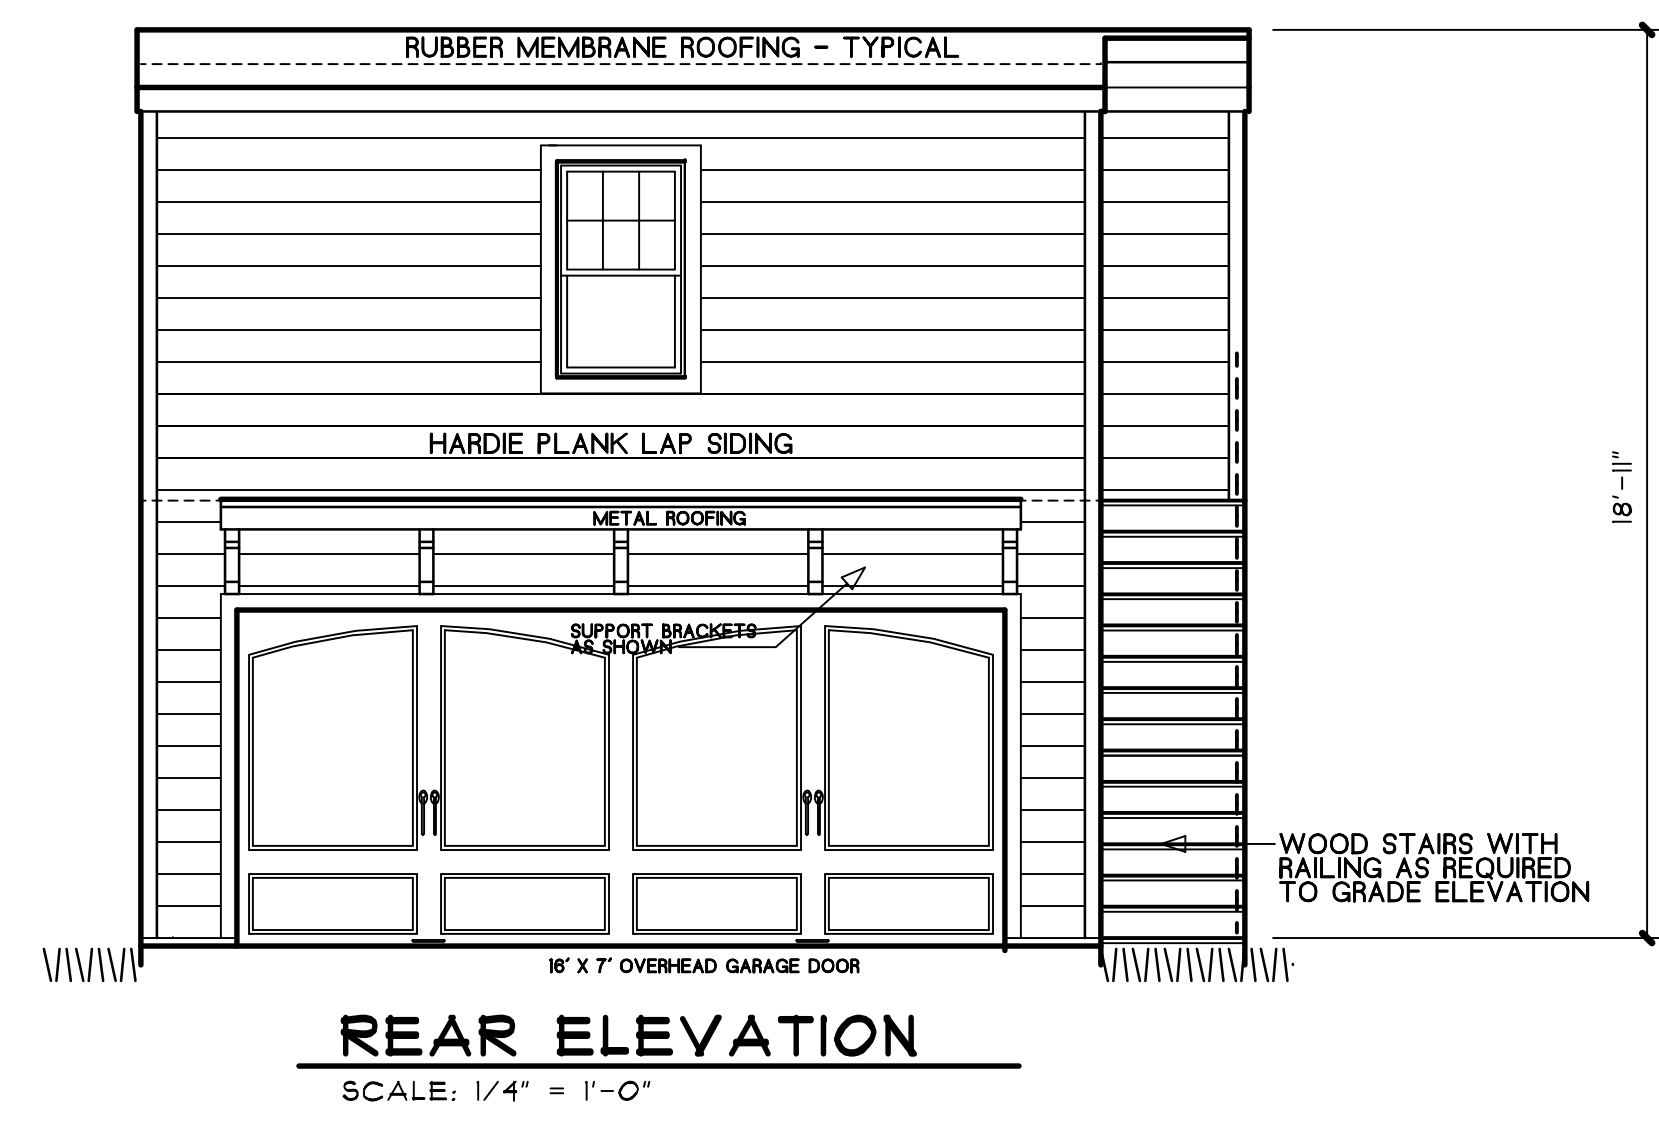 RUBBER MEMBRANE ROOFING - TYPICAL
HARDIE PLANK LAP SIDING
18'-11"
METAL ROOFING
SUPPORT BRACKETS
AS SHOWN
WOOD STAIRS WITH
RAILING AS REQUIRED
TO GRADE ELEVATION
16' X 7' OVERHEAD GARAGE DOOR
REAR ELEVATION
SCALE: 1/4" = 1'-0"